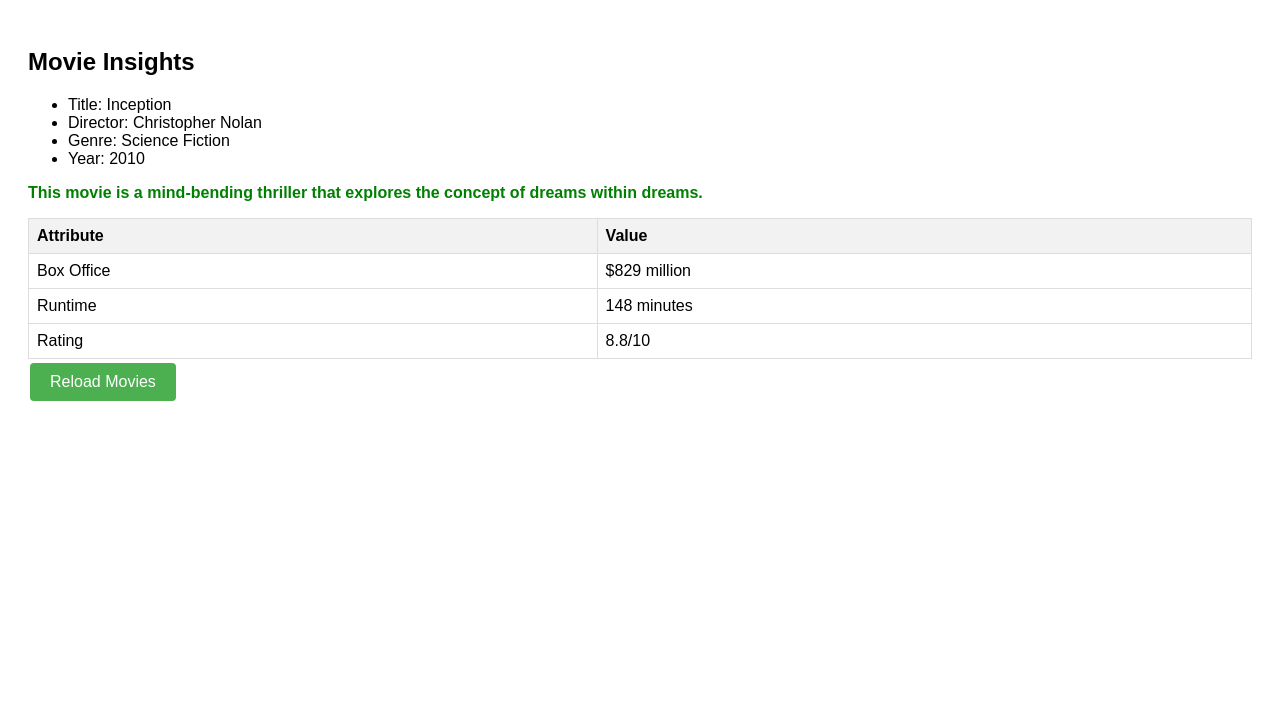 Movie Insights
Title: Inception
Director: Christopher Nolan
Genre: Science Fiction
Year: 2010
This movie is a mind-bending thriller that explores the concept of dreams within dreams.
Attribute Value
Box Office $829 million
Runtime 148 minutes
Rating 8.8/10
Reload Movies